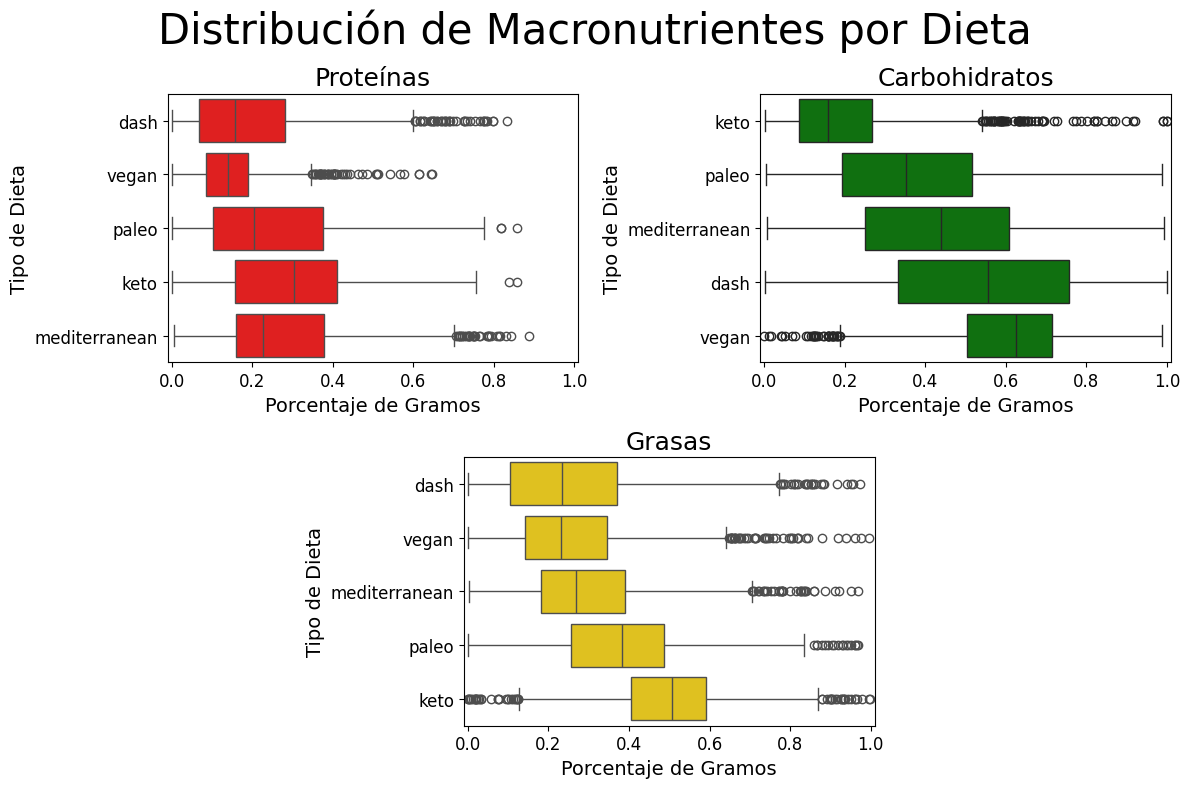 Distribución de Macronutrientes por Dieta
Proteínas
Tipo de Dieta
dash
vegan
paleo
keto
mediterranean
0.0 0.2 0.4 0.6 0.8 1.0
Porcentaje de Gramos
Carbohidratos
Tipo de Dieta
keto
paleo
mediterranean
dash
vegan
0.0 0.2 0.4 0.6 0.8 1.0
Porcentaje de Gramos
Grasas
Tipo de Dieta
dash
vegan
mediterranean
paleo
keto
0.0 0.2 0.4 0.6 0.8 1.0
Porcentaje de Gramos